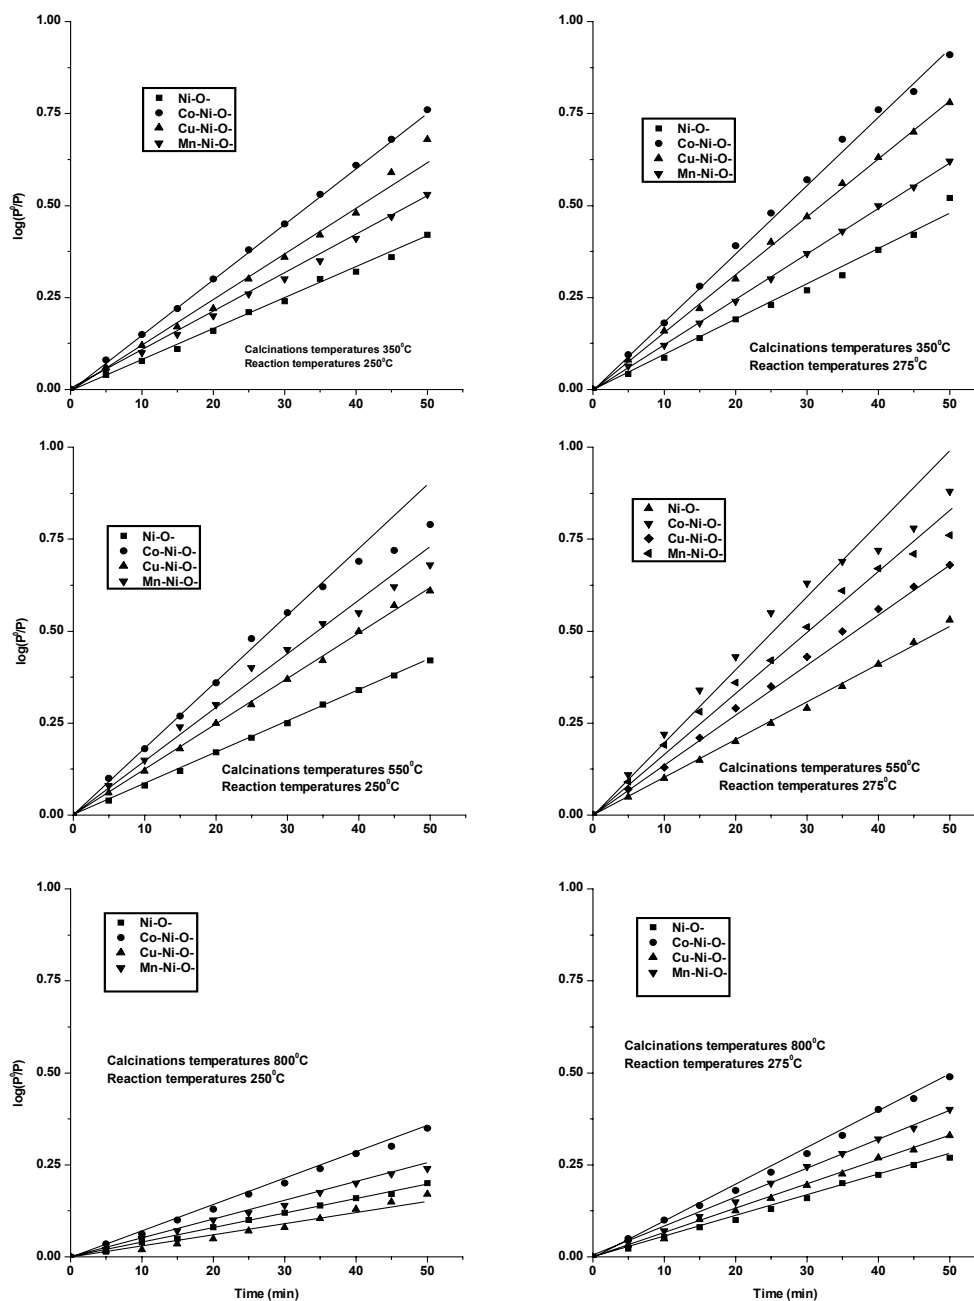 1.00
0.75
0.50
0.25
0.00
log(P⁰/P)
Ni-O-
Co-Ni-O-
Cu-Ni-O-
Mn-Ni-O-
Calcinations temperatures 350⁰C
Reaction temperatures 250⁰C
0 10 20 30 40 50
1.00
0.75
0.50
0.25
0.00
Ni-O-
Co-Ni-O-
Cu-Ni-O-
Mn-Ni-O-
Calcinations temperatures 350⁰C
Reaction temperatures 275⁰C
0 10 20 30 40 50
1.00
0.75
0.50
0.25
0.00
log(P⁰/P)
Ni-O-
Co-Ni-O-
Cu-Ni-O-
Mn-Ni-O-
Calcinations temperatures 550⁰C
Reaction temperatures 250⁰C
0 10 20 30 40 50
1.00
0.75
0.50
0.25
0.00
Ni-O-
Co-Ni-O-
Cu-Ni-O-
Mn-Ni-O-
Calcinations temperatures 550⁰C
Reaction temperatures 275⁰C
0 10 20 30 40 50
1.00
0.75
0.50
0.25
0.00
log(P⁰/P)
Ni-O-
Co-Ni-O-
Cu-Ni-O-
Mn-Ni-O-
Calcinations temperatures 800⁰C
Reaction temperatures 250⁰C
0 10 20 30 40 50
Time (min)
1.00
0.75
0.50
0.25
0.00
Ni-O-
Co-Ni-O-
Cu-Ni-O-
Mn-Ni-O-
Calcinations temperatures 800⁰C
Reaction temperatures 275⁰C
0 10 20 30 40 50
Time (min)